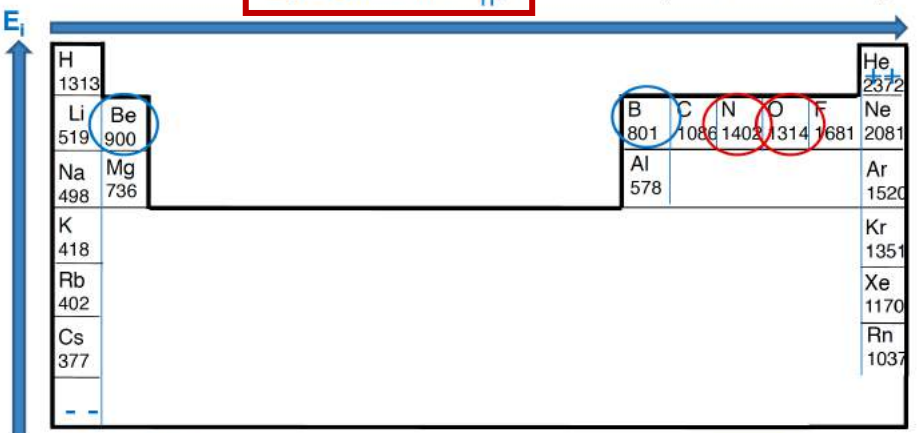 Eᵢ
H He
1313 ++ 2372
Li Be B C N O F Ne
519 900 801 1086 1402 1314 1681 2081
Na Mg Al Ar
498 736 578 1520
K Kr
418 1351
Rb Xe
402 1170
Cs Rn
377 1037
- -